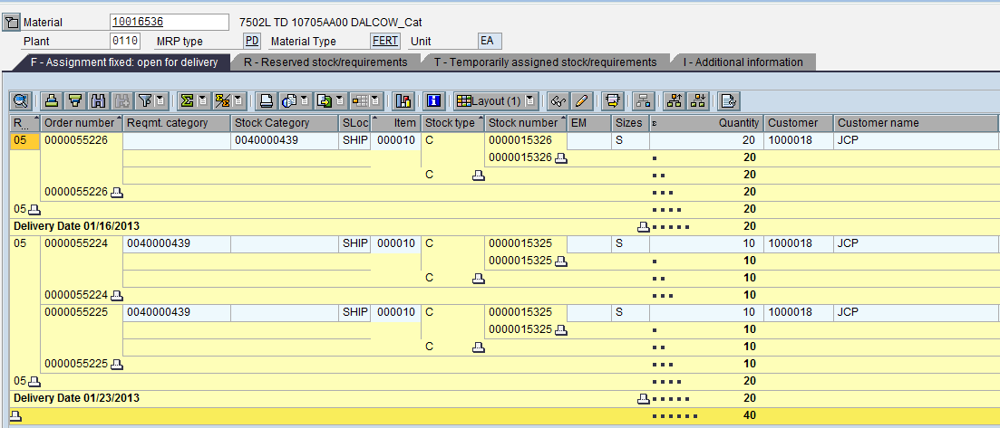 Material 10016536 7502L TD 10705AA00 DALCOW_Cat
Plant 0110 MRP type PD Material Type FERT Unit EA
F - Assignment fixed: open for delivery R - Reserved stock/requirements T - Temporarily assigned stock/requirements I - Additional information
Layout (1)
R... Order number Reqmt. category Stock Category SLoc Item Stock type Stock number EM Sizes Quantity Customer Customer name
05 0000055226 0040000439 SHIP 000010 C 0000015326 S 20 1000018 JCP
0000015326 20
C 20
0000055226 20
05 20
Delivery Date 01/16/2013 20
05 0000055224 0040000439 SHIP 000010 C 0000015325 S 10 1000018 JCP
0000015325 10
C 10
0000055224 10
0000055225 0040000439 SHIP 000010 C 0000015325 S 10 1000018 JCP
0000015325 10
C 10
0000055225 10
05 20
Delivery Date 01/23/2013 20
40